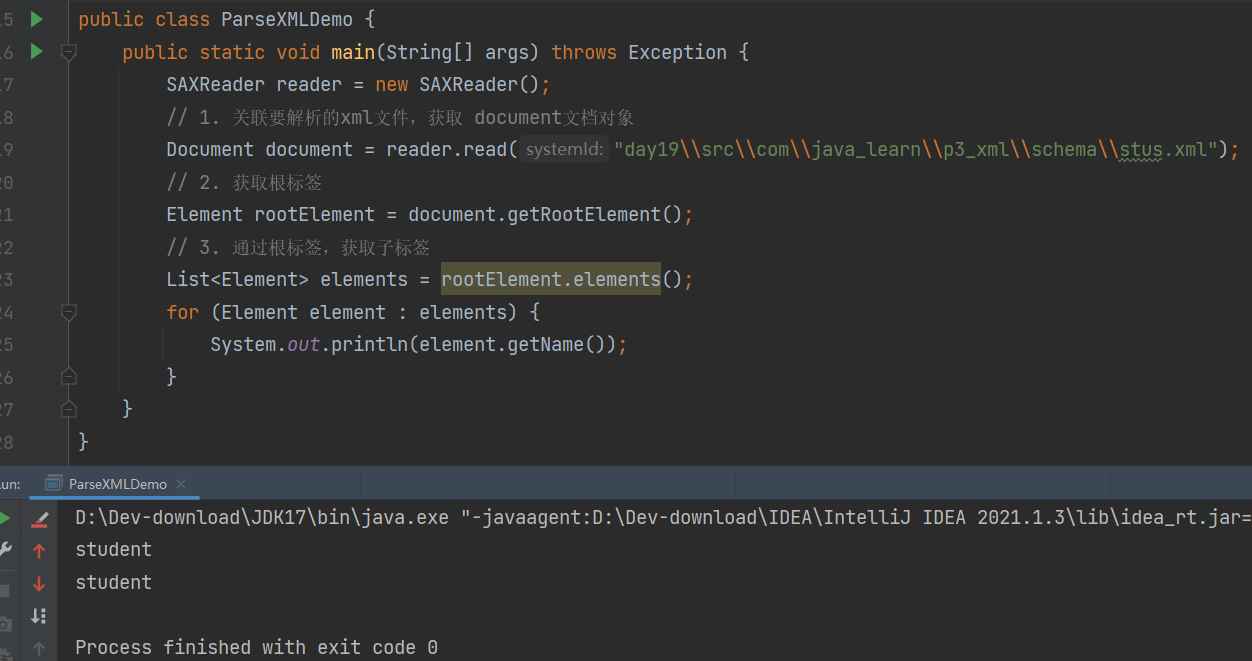 5 public class ParseXMLDemo {
6 public static void main(String[] args) throws Exception {
7 SAXReader reader = new SAXReader();
8 // 1. 关联要解析的xml文件，获取 document文档对象
9 Document document = reader.read( systemId: "day19\\src\\com\\java_learn\\p3_xml\\schema\\stus.xml");
20 // 2. 获取根标签
21 Element rootElement = document.getRootElement();
22 // 3. 通过根标签，获取子标签
23 List<Element> elements = rootElement.elements();
24 for (Element element : elements) {
25 System.out.println(element.getName());
26 }
27 }
28 }
un: ParseXMLDemo
D:\Dev-download\JDK17\bin\java.exe "-javaagent:D:\Dev-download\IDEA\IntelliJ IDEA 2021.1.3\lib\idea_rt.jar=
student
student
Process finished with exit code 0